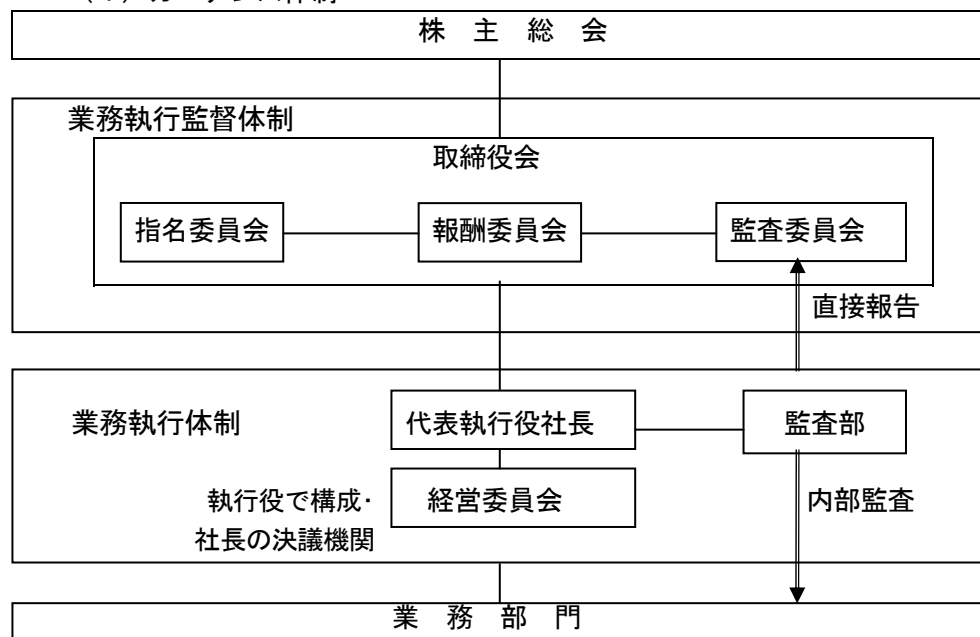 株 主 総 会
業務執行監督体制
取締役会
指名委員会
報酬委員会
監査委員会
直接報告
業務執行体制
代表執行役社長
監査部
執行役で構成・
社長の決議機関
経営委員会
内部監査
業 務 部 門